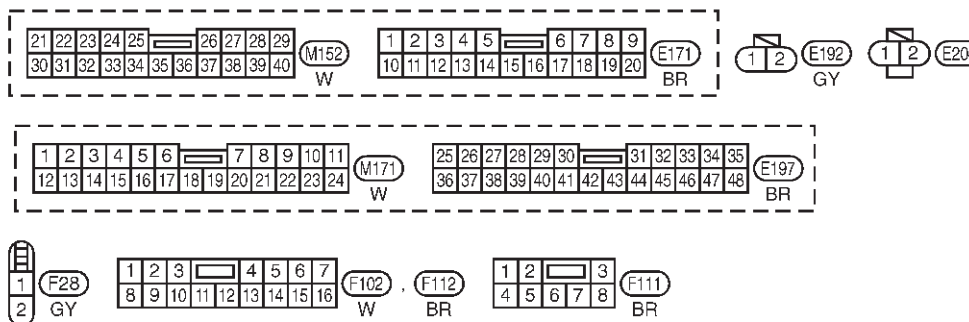 21 22 23 24 25 26 27 28 29 M152 1 2 3 4 5 6 7 8 9 E171 1 2 E192 1 2
30 31 32 33 34 35 36 37 38 39 40 W 10 11 12 13 14 15 16 17 18 19 20 BR GY
1 2 3 4 5 6 7 8 9 10 11 M171 25 26 27 28 29 30 31 32 33 34 35 E197
12 13 14 15 16 17 18 19 20 21 22 23 24 W 36 37 38 39 40 41 42 43 44 45 46 47 48 BR
1 F28 1 2 3 4 5 6 7 F102 , F112 1 2 3 F111
2 GY 8 9 10 11 12 13 14 15 16 W BR 4 5 6 7 8 BR